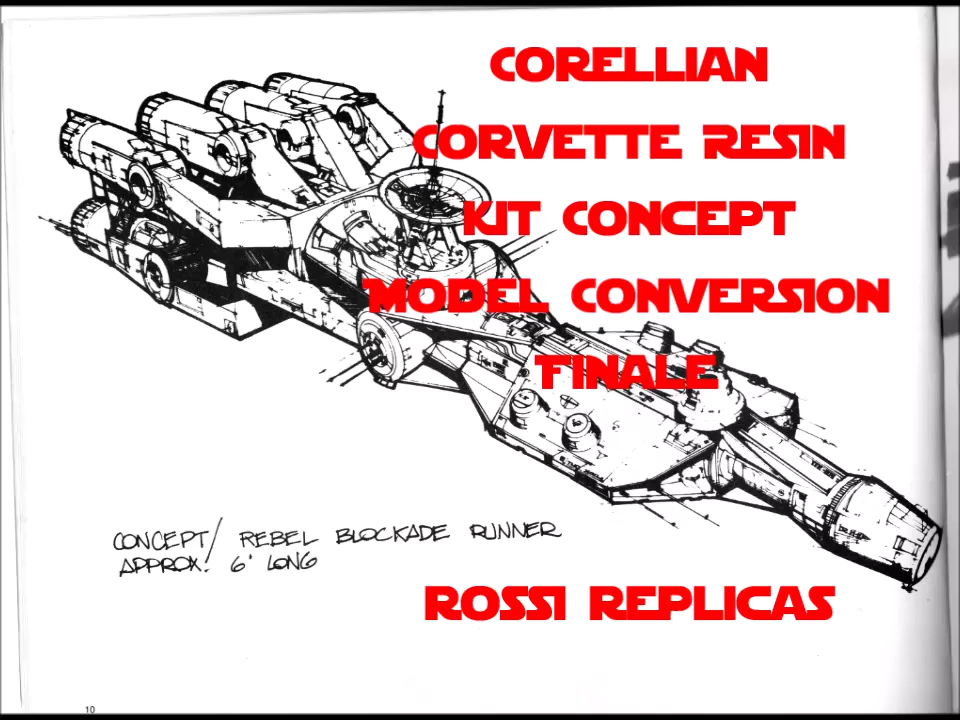 CORELLIAN
CORVETTE RESIN
KIT CONCEPT
MODEL CONVERSION
FINALE
CONCEPT/ REBEL BLOCKADE RUNNER
APPROX. 6' LONG
ROSSI REPLICAS
10